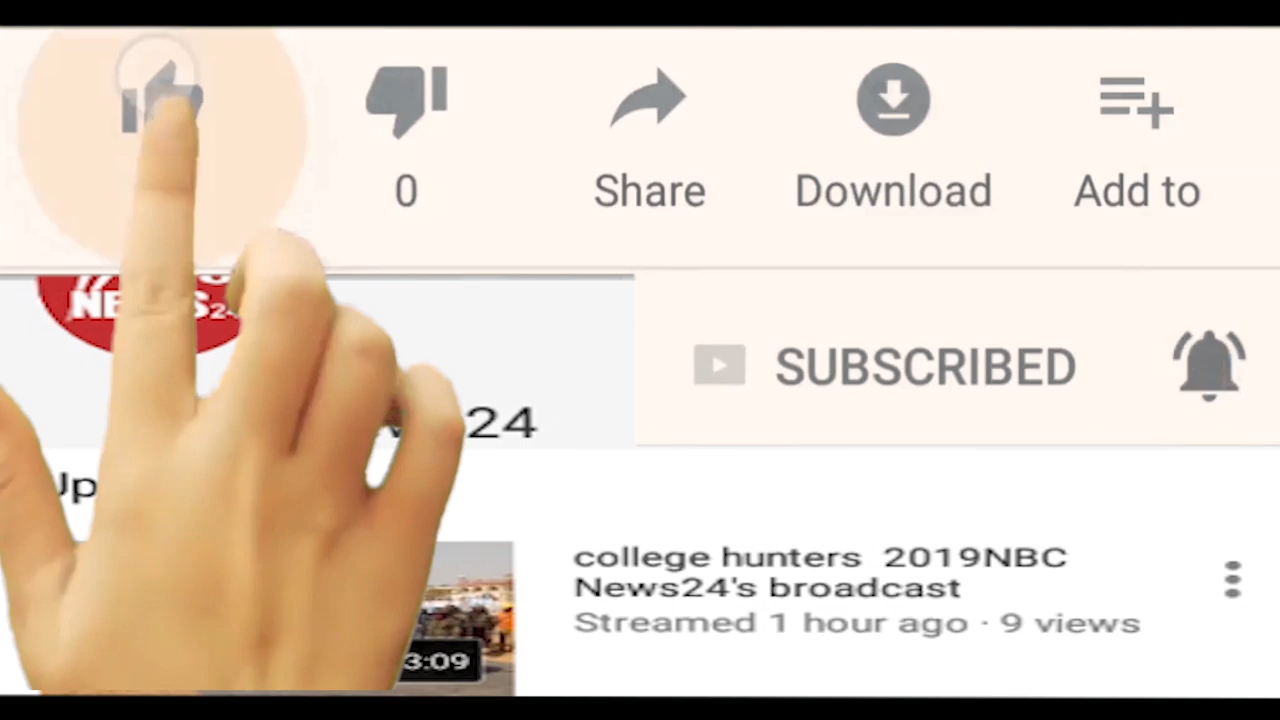 0
Share
Download
Add to
SUBSCRIBED
24
college hunters 2019NBC
News24's broadcast
Streamed 1 hour ago · 9 views
3:09